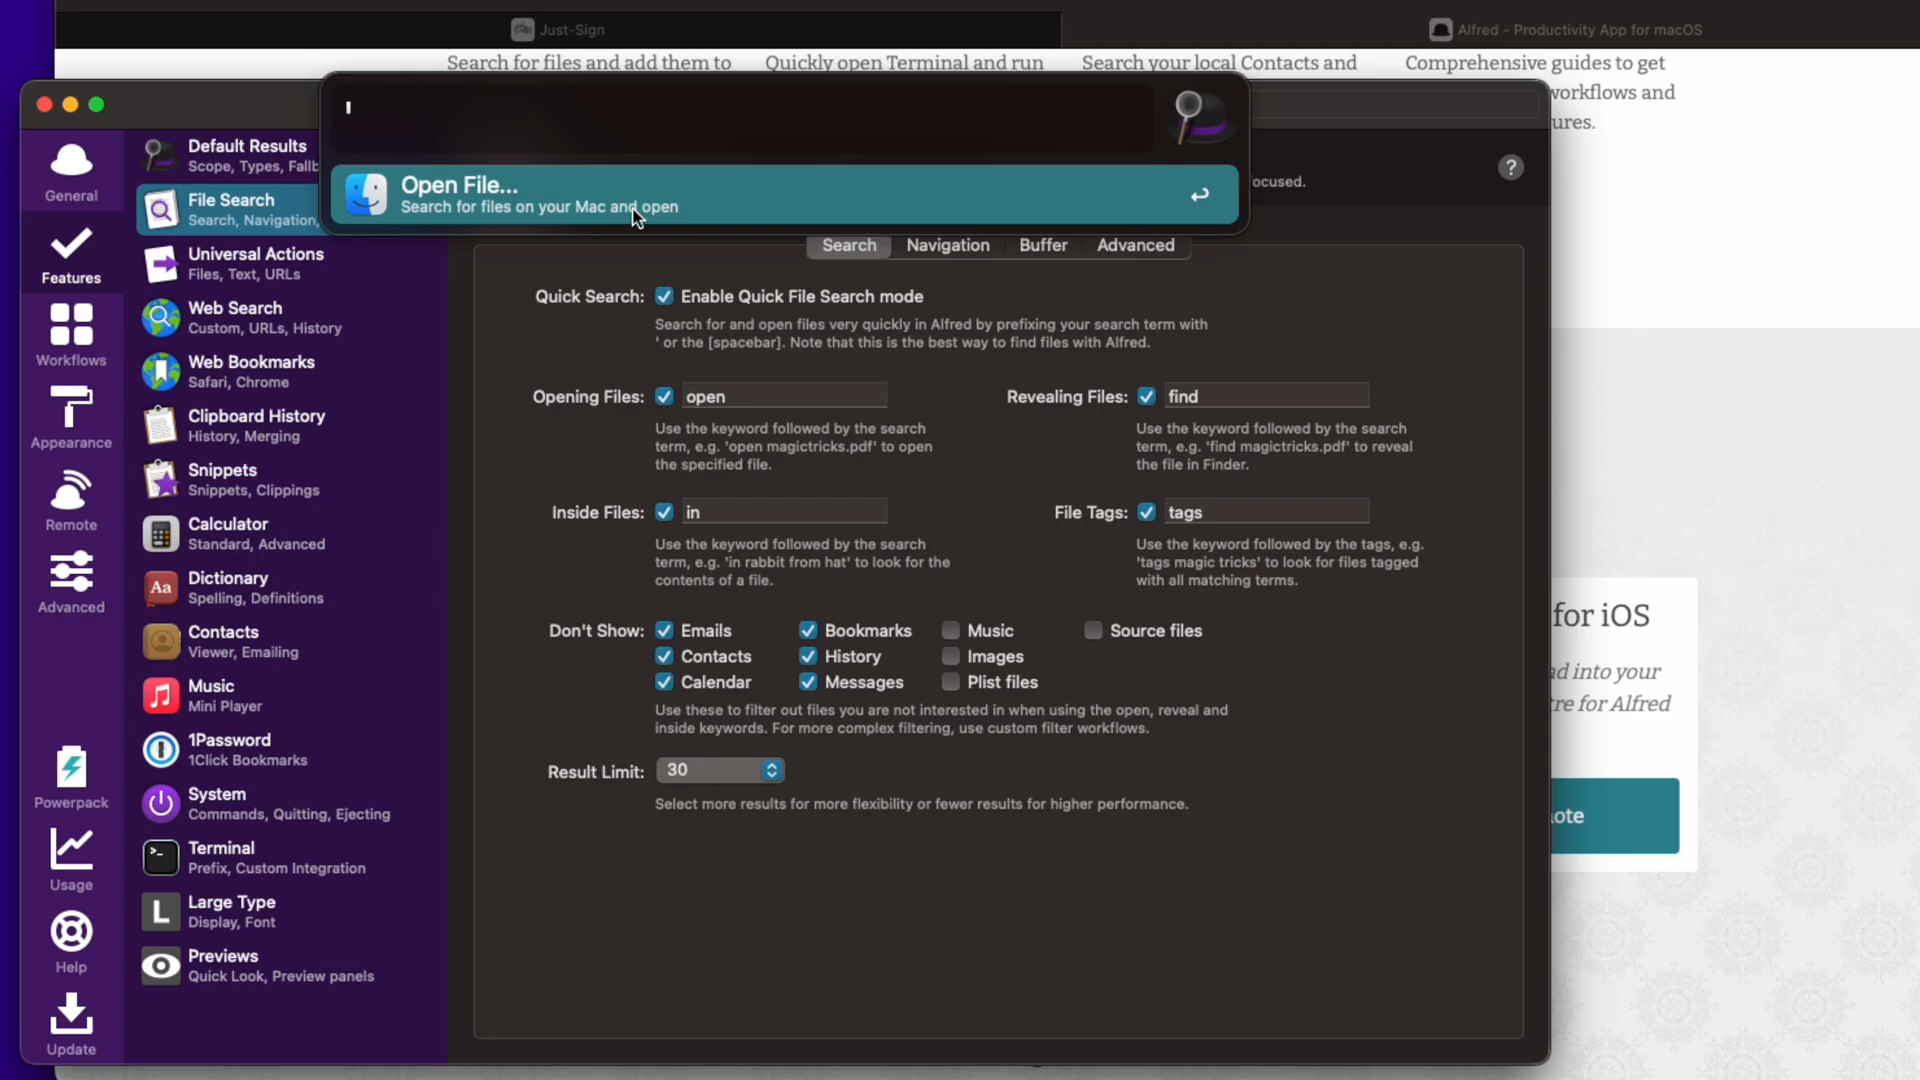 Just-Sign
Alfred - Productivity App for macOS
Search for files and add them to
Quickly open Terminal and run
Search your local Contacts and
Comprehensive guides to get
workflows and
ures.
'
Open File...
Search for files on your Mac and open
ocused.
?
General
Features
Workflows
Appearance
Remote
Advanced
Powerpack
Usage
Help
Update
Default Results
Scope, Types, Fallb
File Search
Search, Navigation,
Universal Actions
Files, Text, URLs
Web Search
Custom, URLs, History
Web Bookmarks
Safari, Chrome
Clipboard History
History, Merging
Snippets
Snippets, Clippings
Calculator
Standard, Advanced
Aa
Dictionary
Spelling, Definitions
Contacts
Viewer, Emailing
Music
Mini Player
1Password
1Click Bookmarks
System
Commands, Quitting, Ejecting
Terminal
Prefix, Custom Integration
L
Large Type
Display, Font
Previews
Quick Look, Preview panels
Search
Navigation
Buffer
Advanced
Quick Search: Enable Quick File Search mode
Search for and open files very quickly in Alfred by prefixing your search term with
' or the [spacebar]. Note that this is the best way to find files with Alfred.
Opening Files: open
Use the keyword followed by the search
term, e.g. 'open magictricks.pdf' to open
the specified file.
Revealing Files: find
Use the keyword followed by the search
term, e.g. 'find magictricks.pdf' to reveal
the file in Finder.
Inside Files: in
Use the keyword followed by the search
term, e.g. 'in rabbit from hat' to look for the
contents of a file.
File Tags: tags
Use the keyword followed by the tags, e.g.
'tags magic tricks' to look for files tagged
with all matching terms.
Don't Show: Emails Bookmarks Music Source files
Contacts History Images
Calendar Messages Plist files
Use these to filter out files you are not interested in when using the open, reveal and
inside keywords. For more complex filtering, use custom filter workflows.
Result Limit: 30
Select more results for more flexibility or fewer results for higher performance.
for iOS
d into your
tre for Alfred
ote